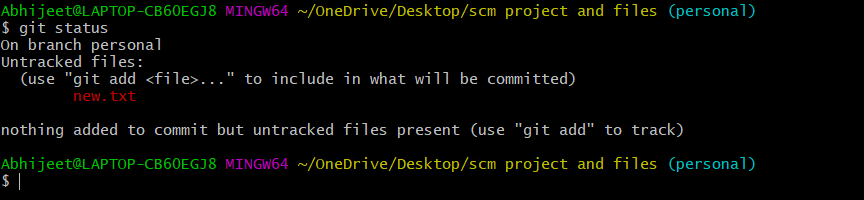 Abhijeet@LAPTOP-CB6OEGJ8 MINGW64 ~/OneDrive/Desktop/scm project and files (personal)
$ git status
On branch personal
Untracked files:
  (use "git add <file>..." to include in what will be committed)
        new.txt

nothing added to commit but untracked files present (use "git add" to track)

Abhijeet@LAPTOP-CB6OEGJ8 MINGW64 ~/OneDrive/Desktop/scm project and files (personal)
$